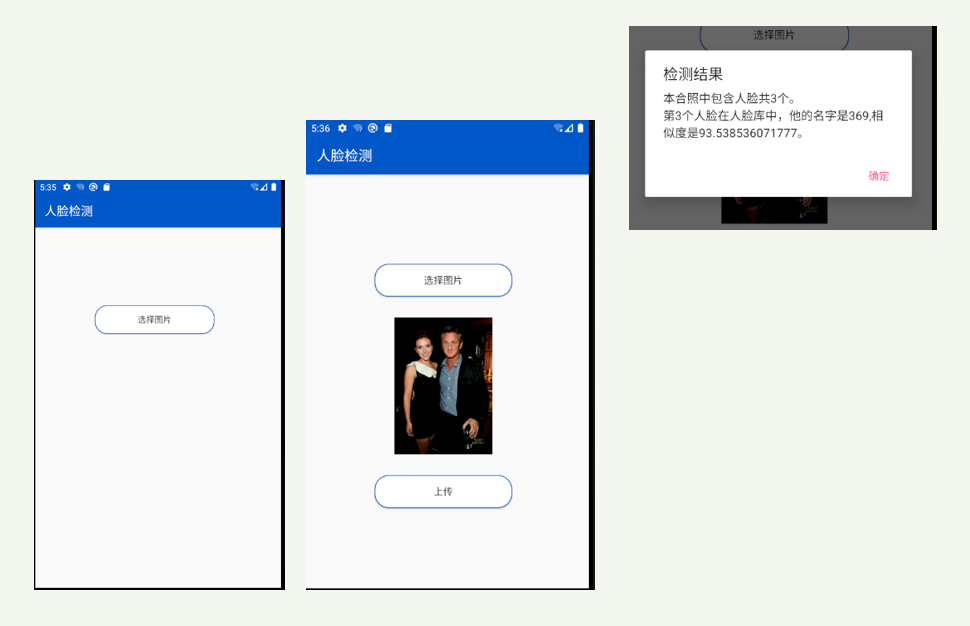 5:35
人脸检测
选择图片
5:36
人脸检测
选择图片
上传
选择图片
检测结果
本合照中包含人脸共3个。
第3个人脸在人脸库中，他的名字是369,相
似度是93.538536071777。
确定